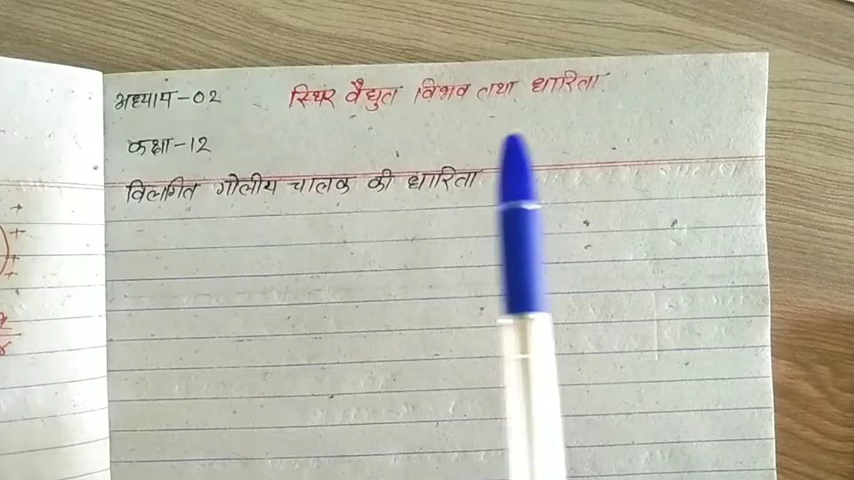 अध्याय-02 स्थिर वैद्युत विभव तथा धारिता
कक्षा-12
विलगित गोलीय चालक की धारिता
+
+
+
+